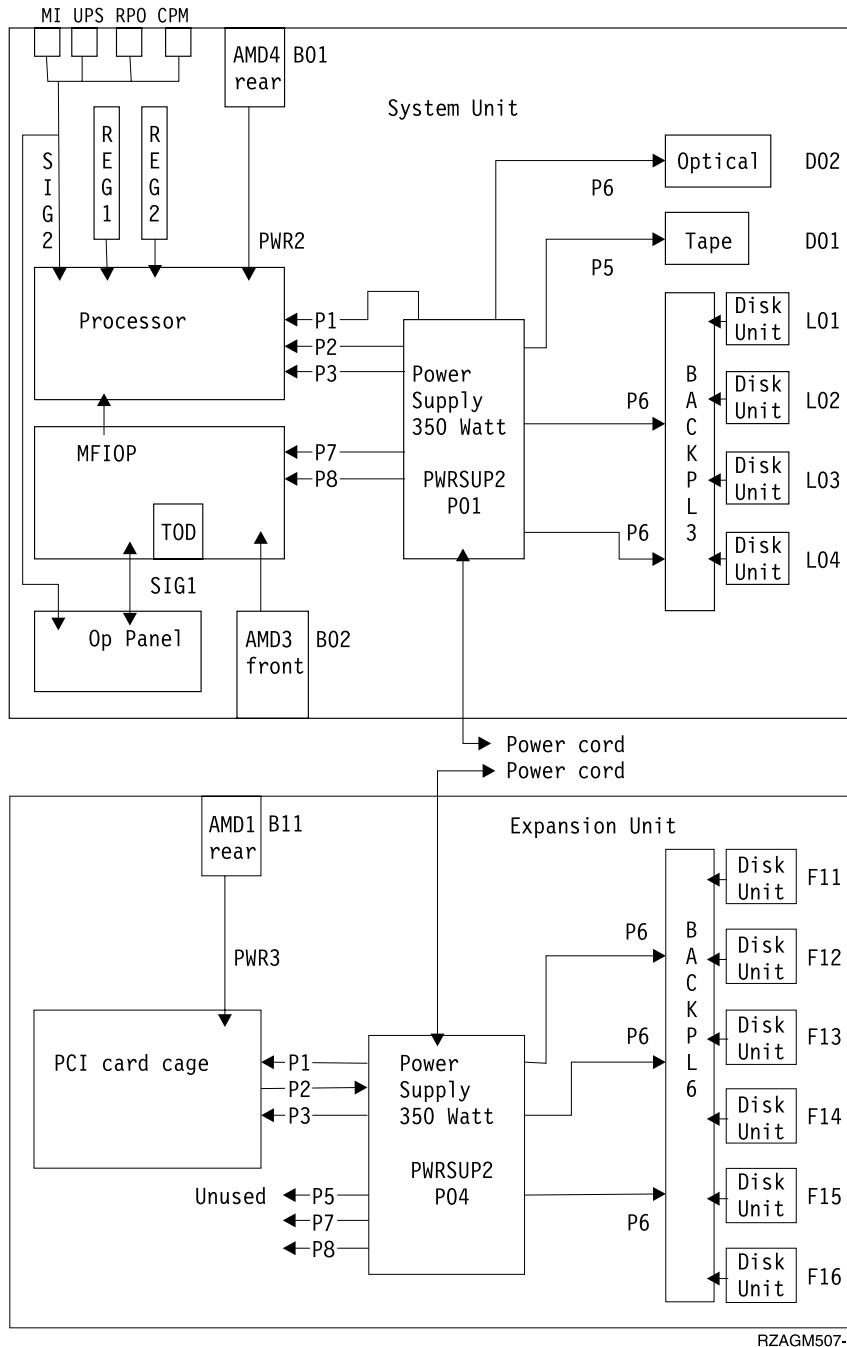 MI UPS RPO CPM
AMD4 B01
rear
System Unit
SIG2
REG1
REG2
PWR2
Optical D02
P6
Tape D01
P5
Processor
P1
P2
P3
Power
Supply
350 Watt
PWRSUP2
P01
MFIOP
P7
P8
TOD
SIG1
Op Panel
AMD3 B02
front
P6
P6
BACKPL3
Disk
Unit L01
Disk
Unit L02
Disk
Unit L03
Disk
Unit L04
Power cord
Power cord
AMD1 B11
rear
Expansion Unit
PWR3
PCI card cage
P1
P2
P3
Power
Supply
350 Watt
PWRSUP2
P04
Unused
P5
P7
P8
P6
P6
P6
BACKPL6
Disk
Unit F11
Disk
Unit F12
Disk
Unit F13
Disk
Unit F14
Disk
Unit F15
Disk
Unit F16
RZAGM507-